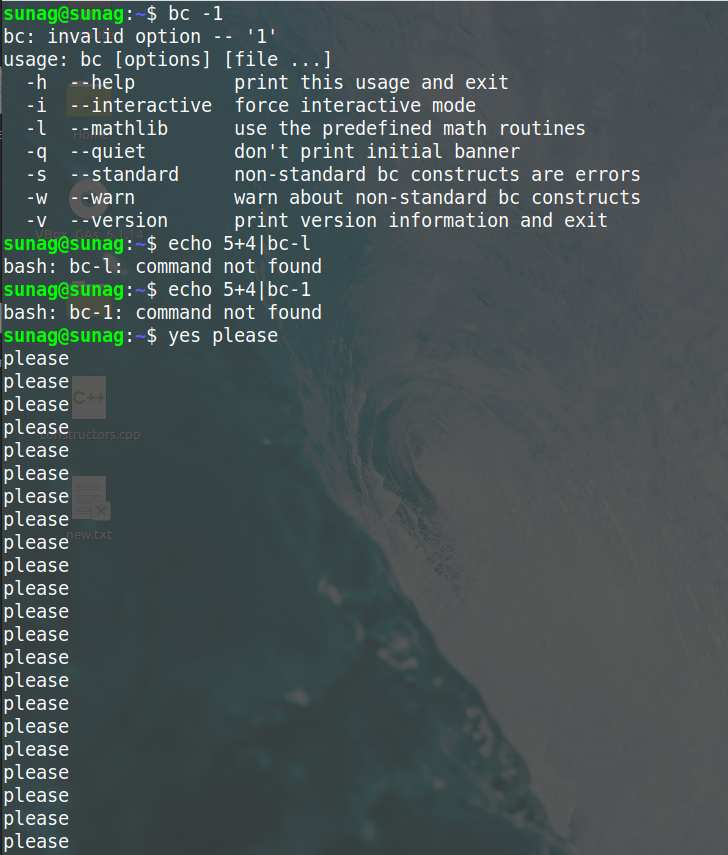 sunag@sunag:~$ bc -1
bc: invalid option -- '1'
usage: bc [options] [file ...]
  -h  --help         print this usage and exit
  -i  --interactive  force interactive mode
  -l  --mathlib      use the predefined math routines
  -q  --quiet        don't print initial banner
  -s  --standard     non-standard bc constructs are errors
  -w  --warn         warn about non-standard bc constructs
  -v  --version      print version information and exit
sunag@sunag:~$ echo 5+4|bc-l
bash: bc-l: command not found
sunag@sunag:~$ echo 5+4|bc-1
bash: bc-1: command not found
sunag@sunag:~$ yes please
please
please
please
C++
please
constructors.cpp
please
please
please
please
please
new.txt
please
please
please
please
please
please
please
please
please
please
please
please
please